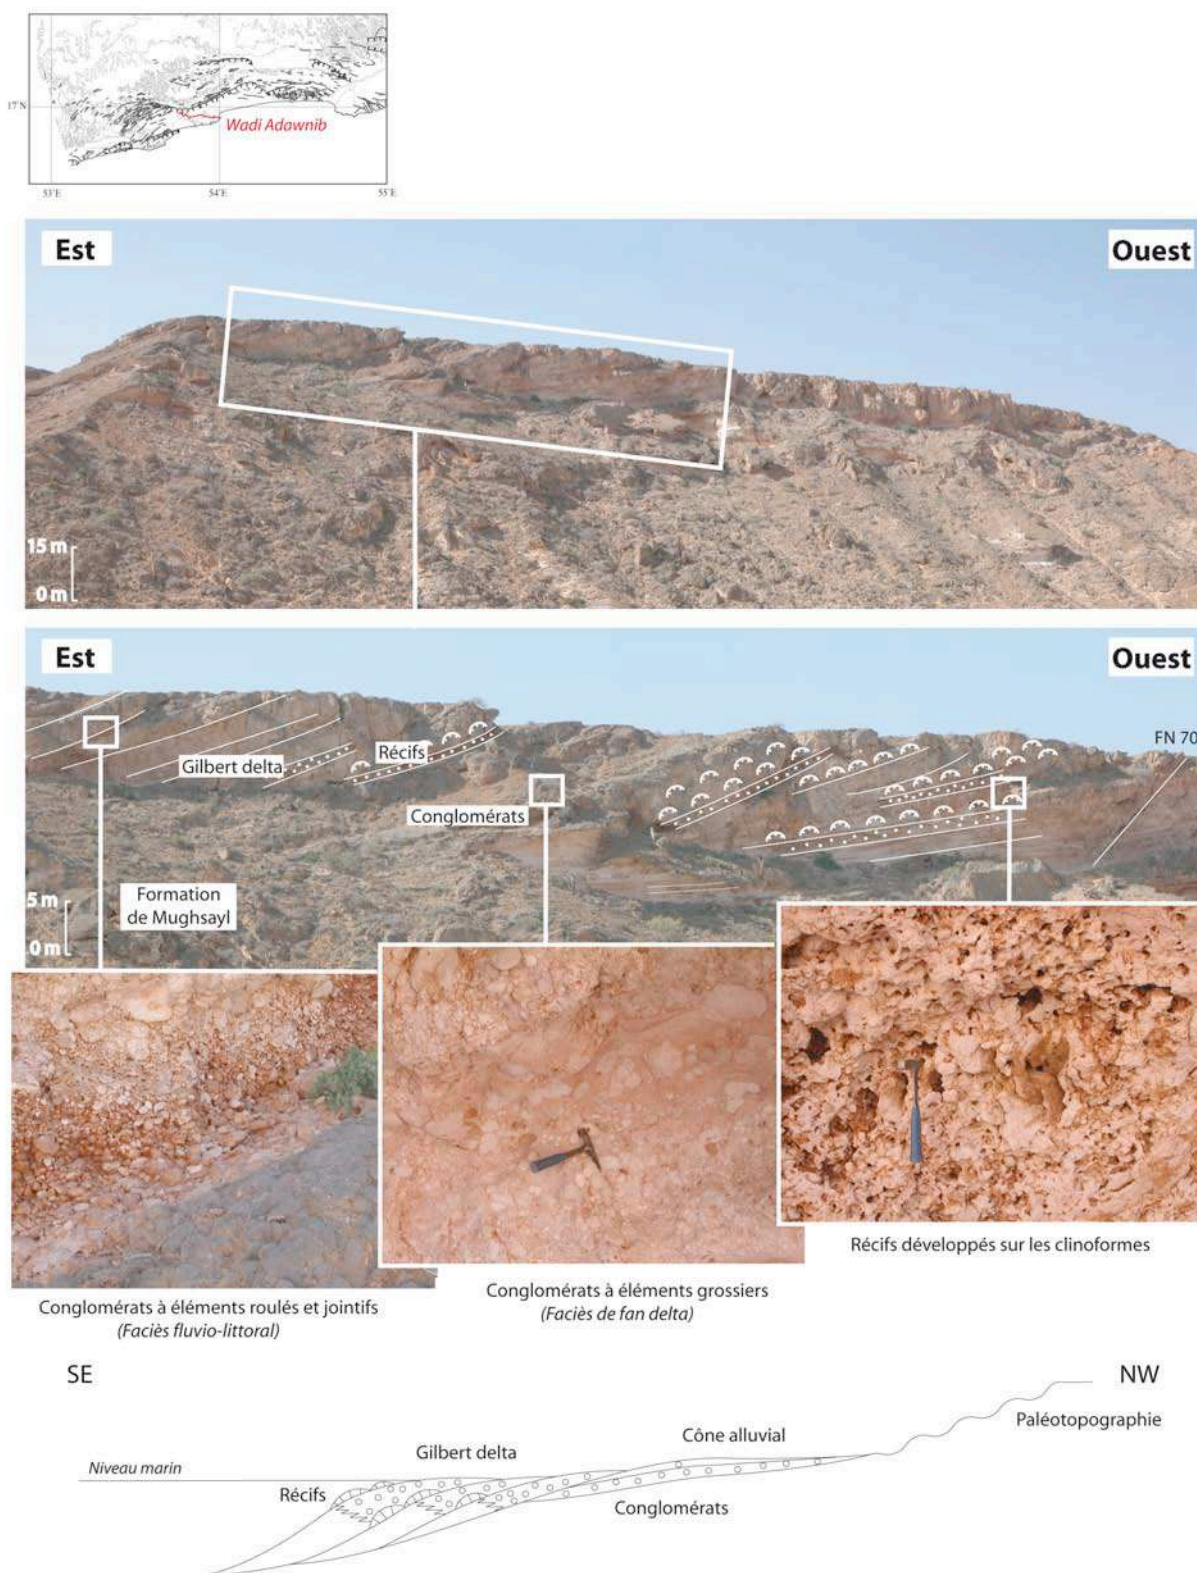 17°N
Wadi Adawnib
53°E
54°E
55°E
Est
Ouest
15 m
0 m
Est
Ouest
FN 70
Récifs
Gilbert delta
Conglomérats
Formation
de Mughsayl
5 m
0 m
Récifs développés sur les clinoformes
Conglomérats à éléments grossiers
(Faciès de fan delta)
Conglomérats à éléments roulés et jointifs
(Faciès fluvio-littoral)
SE
NW
Paléotopographie
Cône alluvial
Gilbert delta
Niveau marin
Récifs
Conglomérats